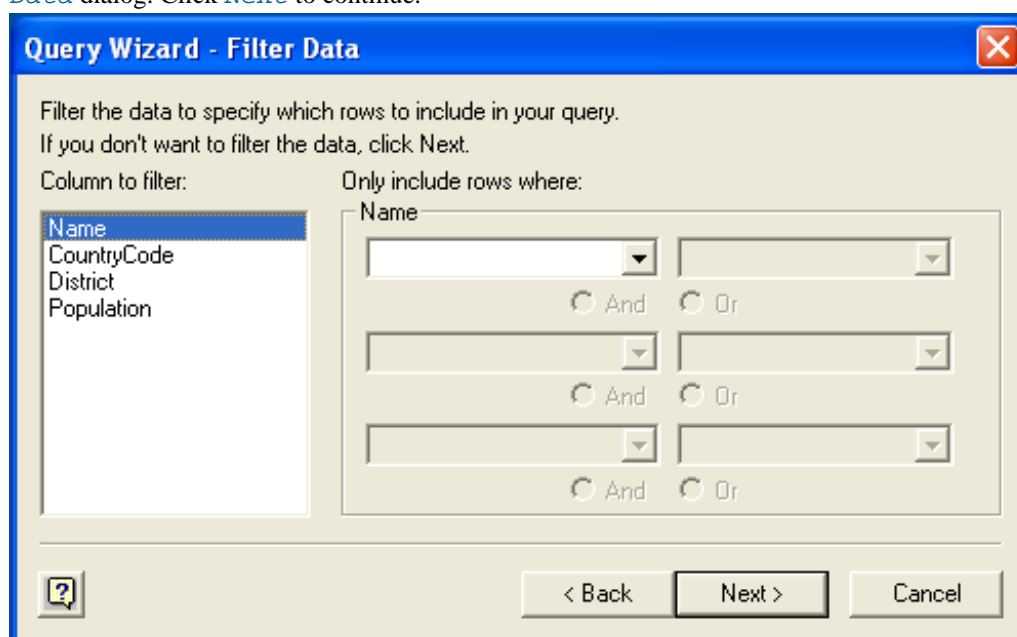 Data dialog. Click Next to continue.
Query Wizard - Filter Data
Filter the data to specify which rows to include in your query.
If you don't want to filter the data, click Next.
Column to filter:
Only include rows where:
Name
CountryCode
District
Population
Name
And Or
And Or
And Or
?
< Back
Next >
Cancel